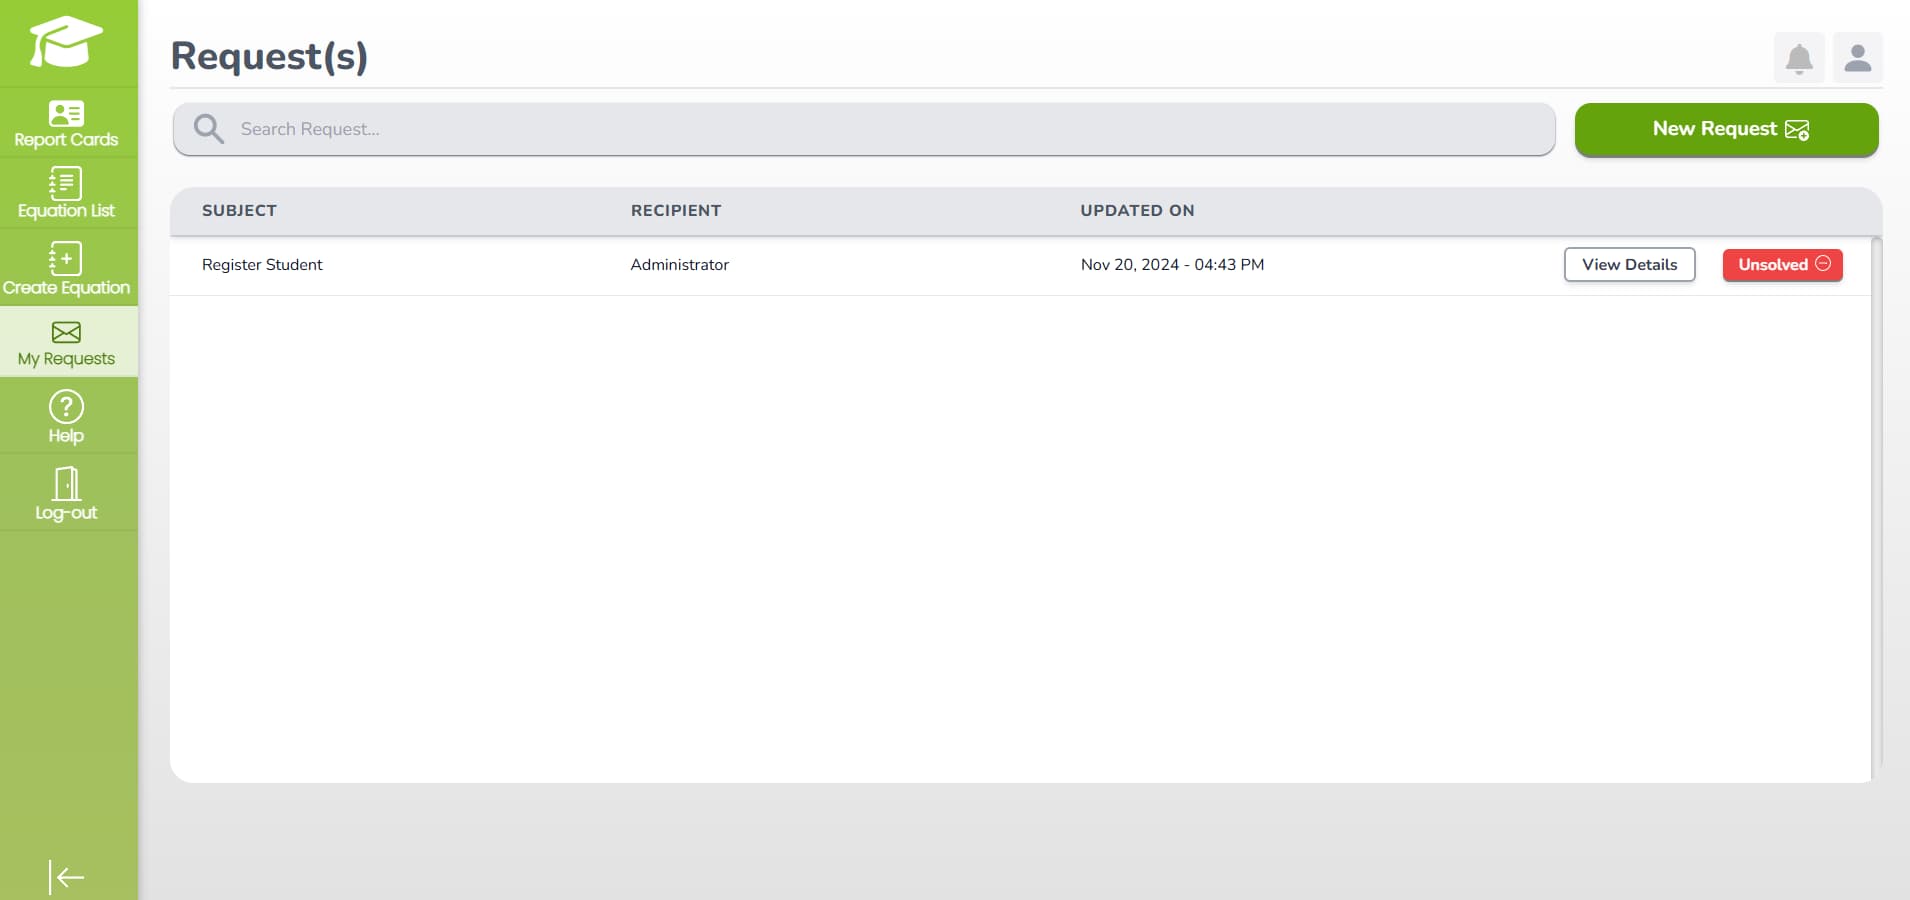 Request(s)
Report Cards
Equation List
Create Equation
My Requests
Help
Log-out
Search Request...
New Request
SUBJECT RECIPIENT UPDATED ON
Register Student Administrator Nov 20, 2024 - 04:43 PM View Details Unsolved